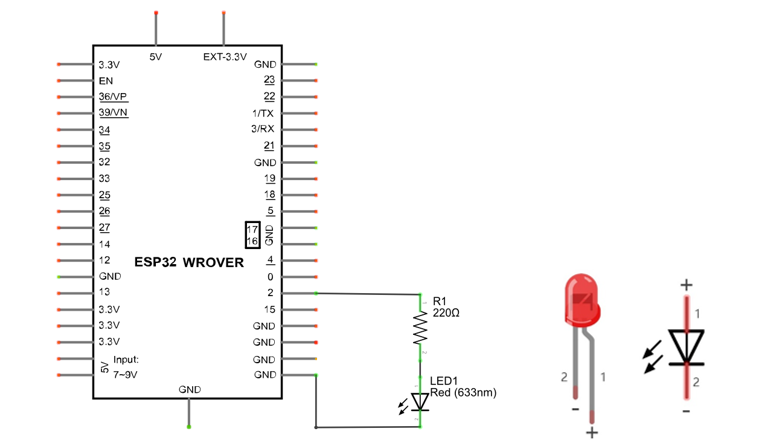 5V
EXT-3.3V
3.3V
EN
36/VP
39/VN
34
35
32
33
25
26
27
14
12
GND
13
3.3V
3.3V
3.3V
5V
Input:
7~9V
GND
23
22
1/TX
3/RX
21
GND
19
18
5
17
16
GND
4
0
2
15
GND
GND
GND
GND
ESP32 WROVER
GND
R1
220Ω
LED1
Red (633nm)
2
1
-
+
+
1
2
-